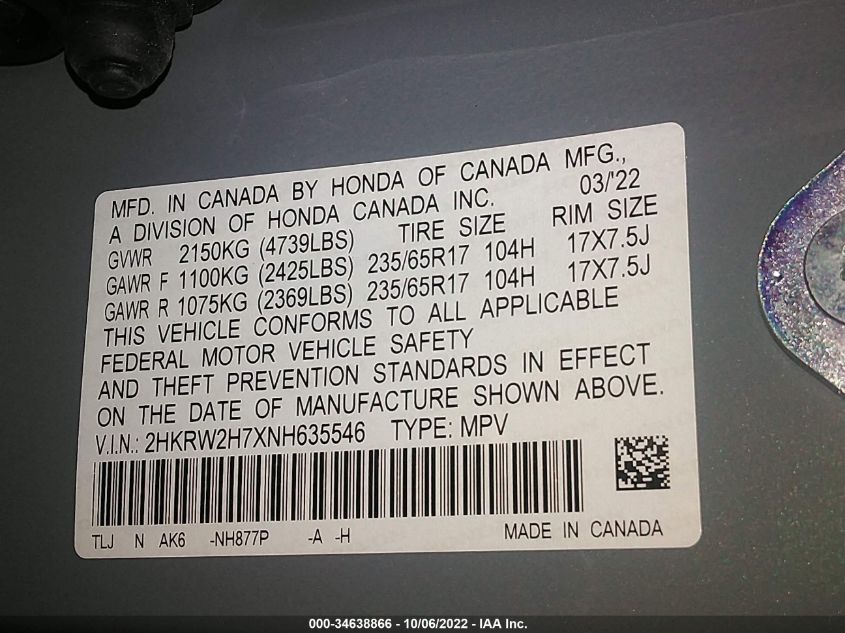 MFD. IN CANADA BY HONDA OF CANADA MFG.,
A DIVISION OF HONDA CANADA INC. 03/'22
GVWR 2150KG (4739LBS) TIRE SIZE RIM SIZE
GAWR F 1100KG (2425LBS) 235/65R17 104H 17X7.5J
GAWR R 1075KG (2369LBS) 235/65R17 104H 17X7.5J
THIS VEHICLE CONFORMS TO ALL APPLICABLE
FEDERAL MOTOR VEHICLE SAFETY
AND THEFT PREVENTION STANDARDS IN EFFECT
ON THE DATE OF MANUFACTURE SHOWN ABOVE.
V.I.N.: 2HKRW2H7XNH635546 TYPE: MPV
TLJ N AK6 -NH877P -A -H MADE IN CANADA
000-34638866 - 10/06/2022 - IAA Inc.